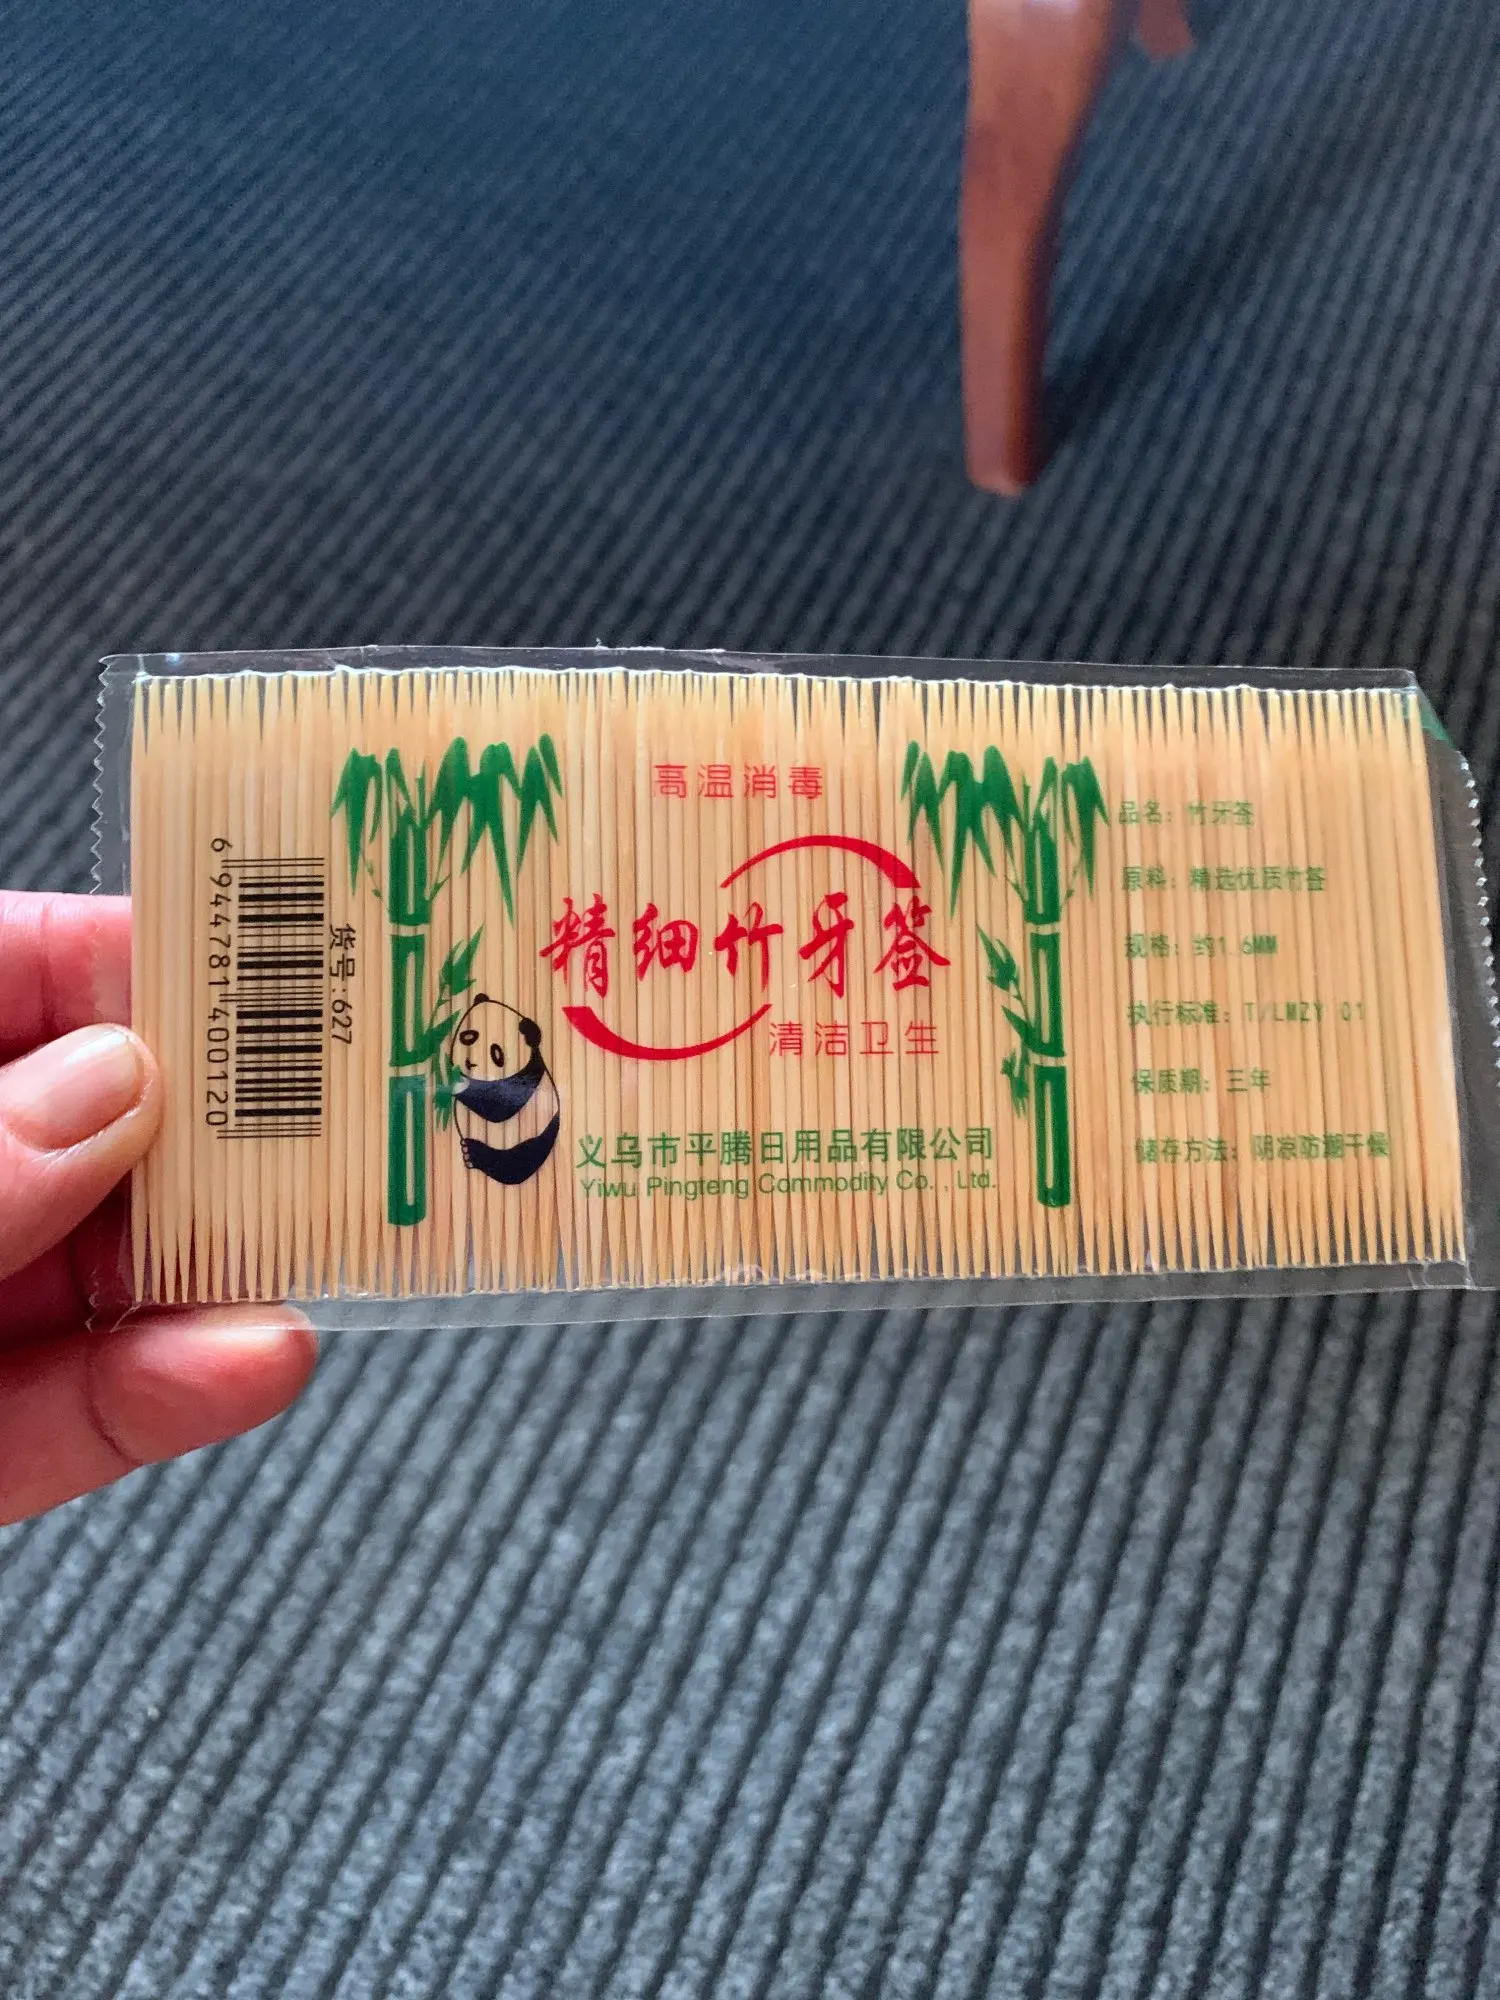 6 944781 400120
货号:627
高温消毒
精细竹牙签
清洁卫生
义乌市平腾日用品有限公司
Yiwu Pingteng Commodity Co. , Ltd.
品名：竹牙签
原料：精选优质竹签
规格：约1.6MM
执行标准：T/LMZY 01
保质期：三年
储存方法：阴凉防潮干燥